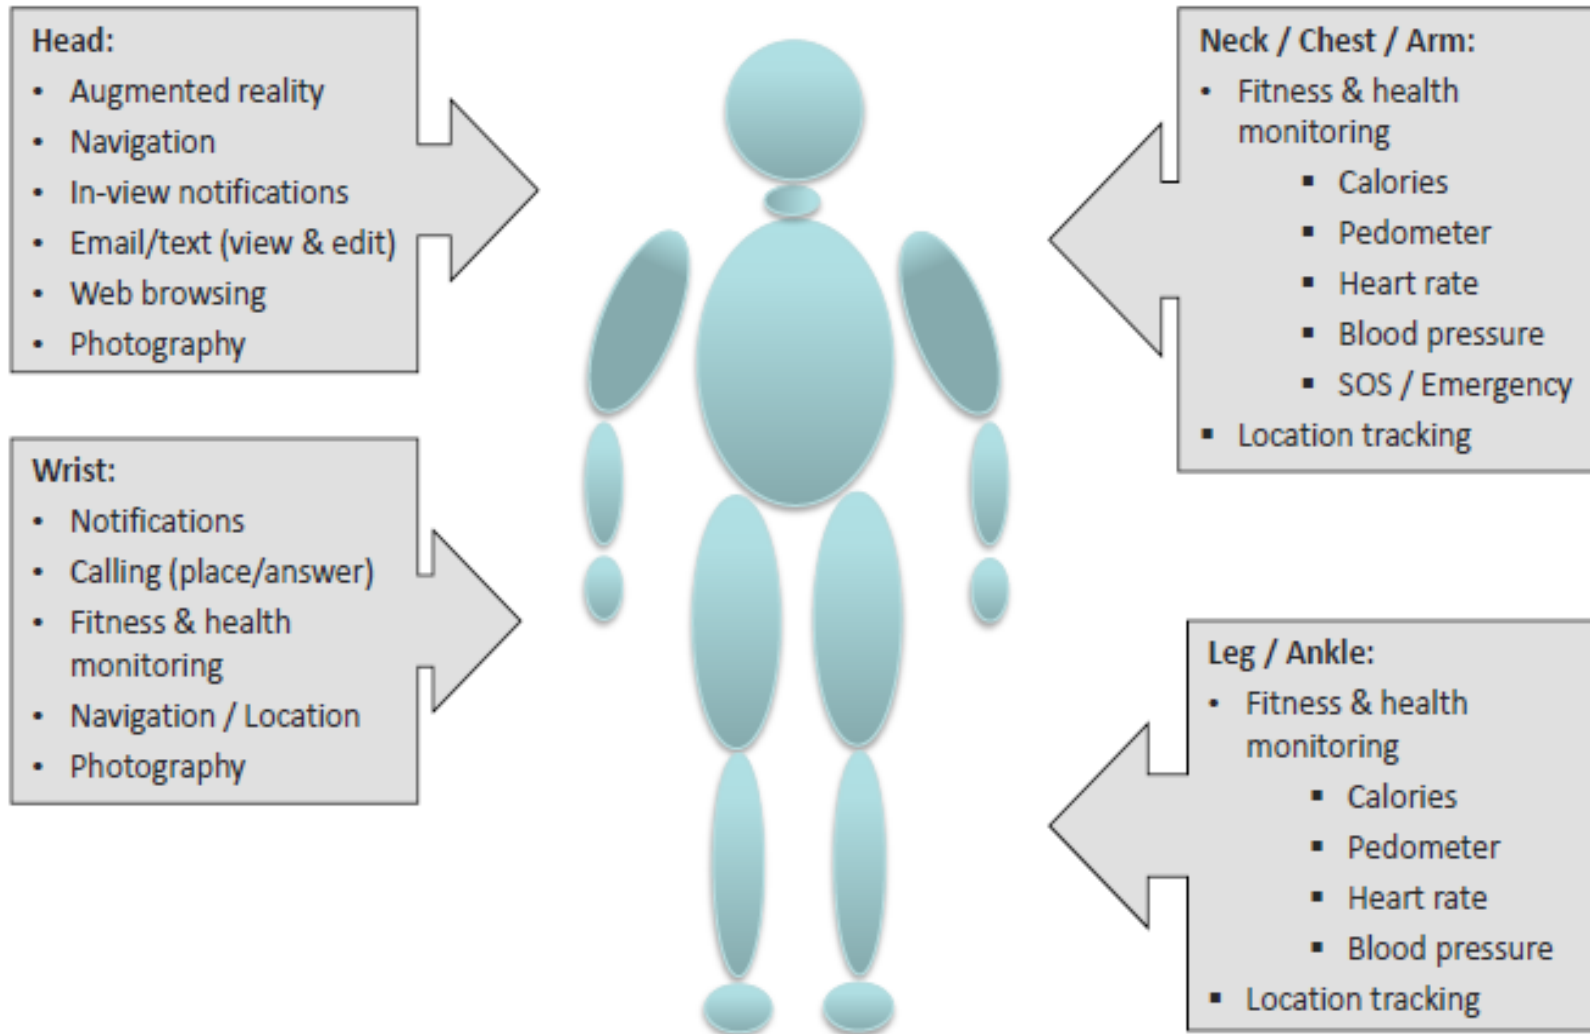 Head:
• Augmented reality
• Navigation
• In-view notifications
• Email/text (view & edit)
• Web browsing
• Photography
Wrist:
• Notifications
• Calling (place/answer)
• Fitness & health
monitoring
• Navigation / Location
• Photography
Neck / Chest / Arm:
• Fitness & health
monitoring
▪ Calories
▪ Pedometer
▪ Heart rate
▪ Blood pressure
▪ SOS / Emergency
▪ Location tracking
Leg / Ankle:
• Fitness & health
monitoring
▪ Calories
▪ Pedometer
▪ Heart rate
▪ Blood pressure
▪ Location tracking